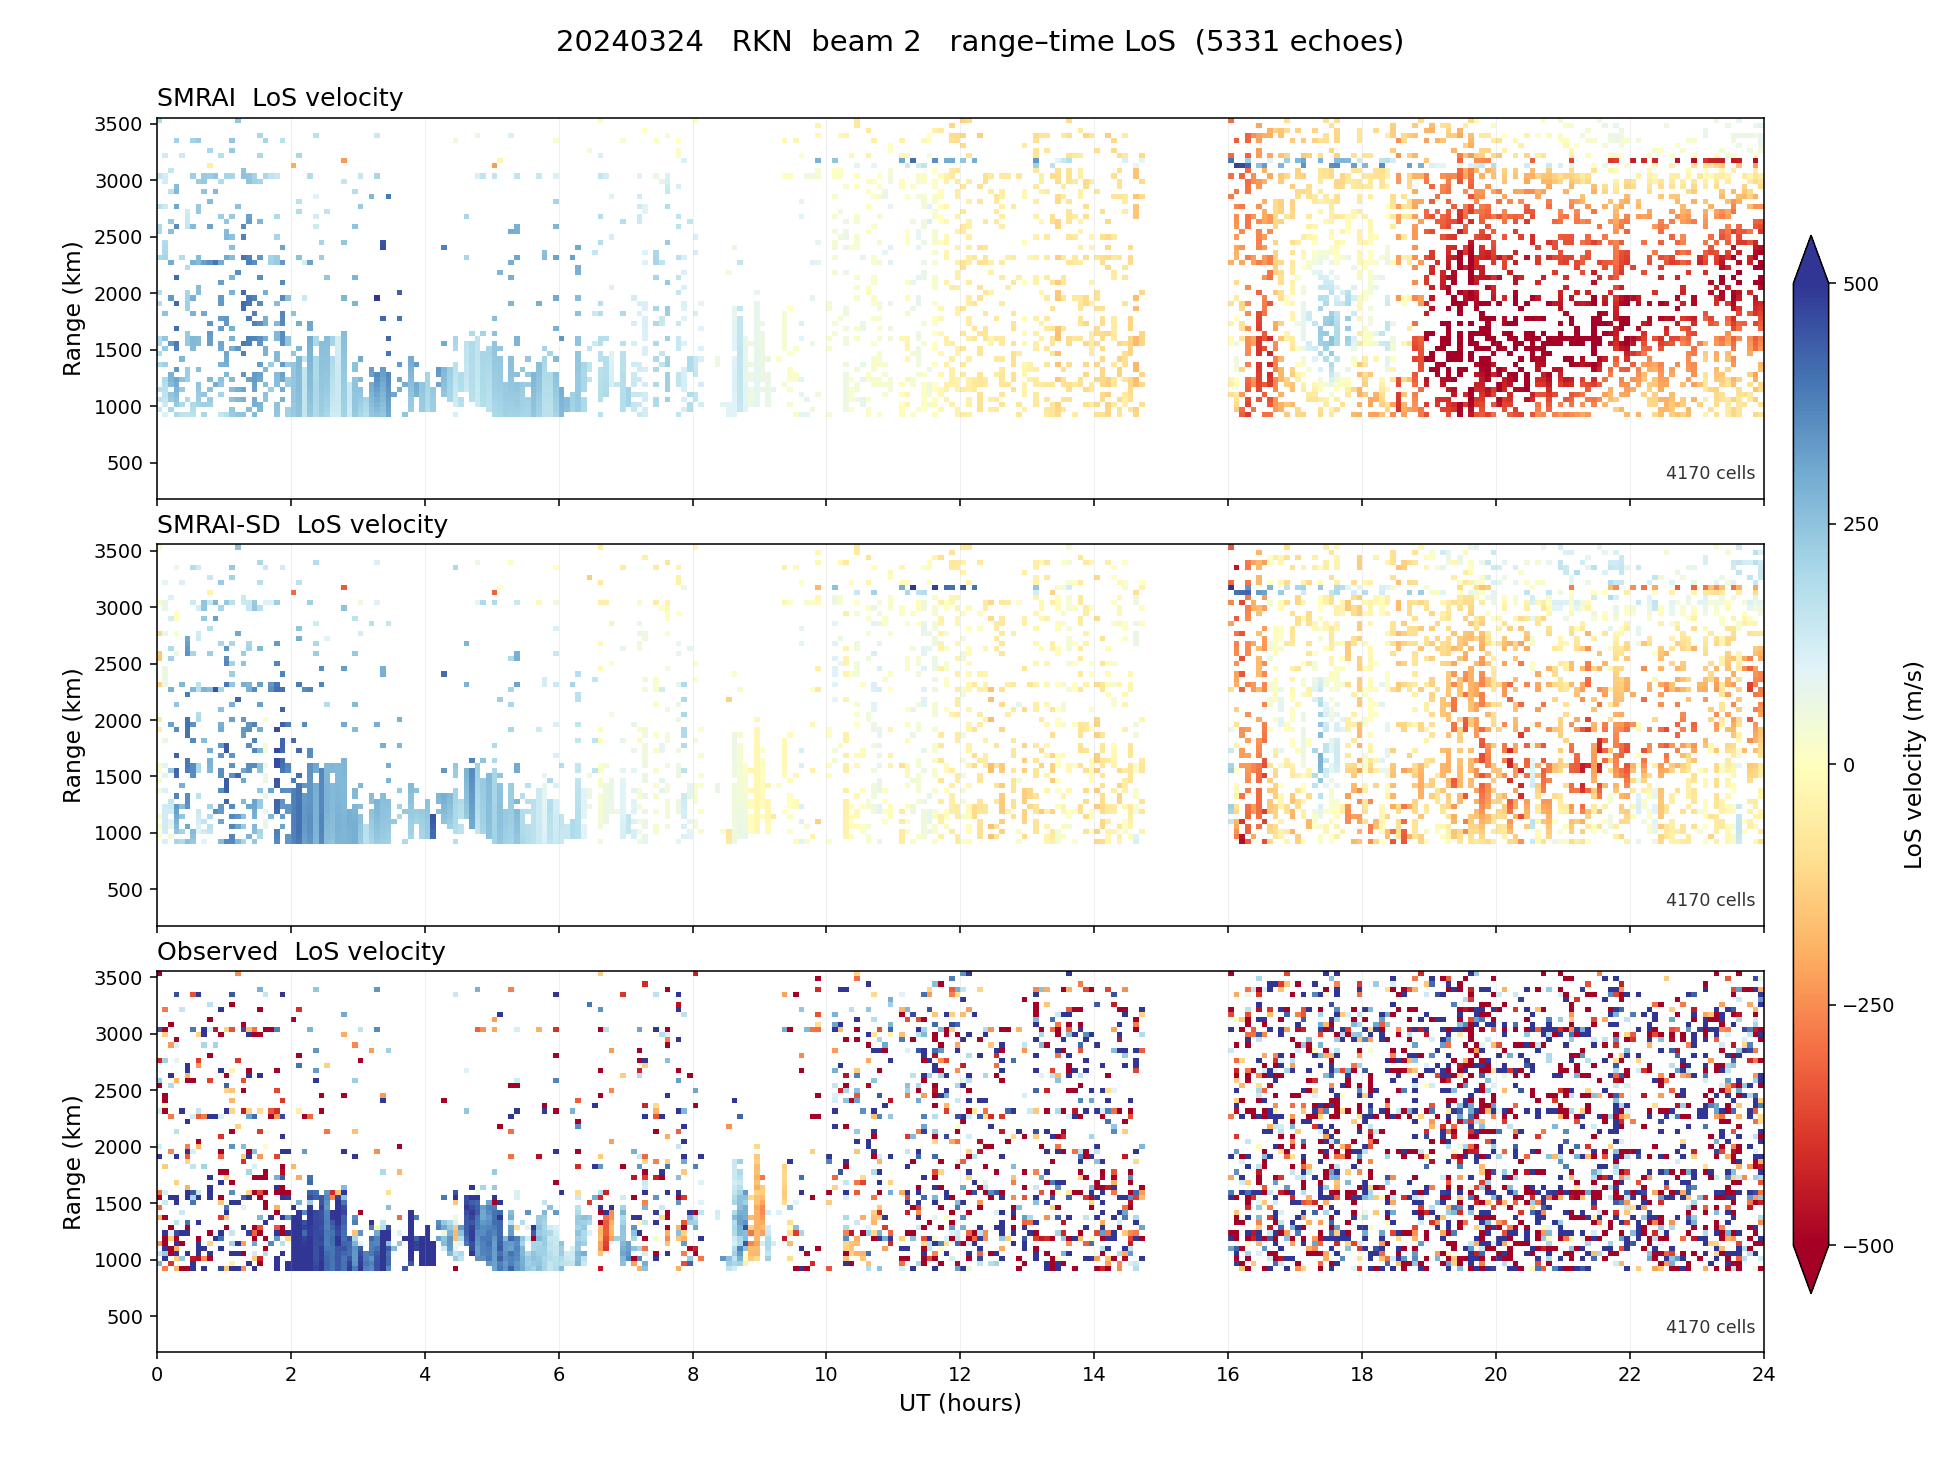 20240324   RKN  beam 2   range–time LoS  (5331 echoes)
SMRAI  LoS velocity
3500
3000
2500
2000
1500
1000
500
Range (km)
4170 cells
SMRAI-SD  LoS velocity
3500
3000
2500
2000
1500
1000
500
Range (km)
4170 cells
Observed  LoS velocity
3500
3000
2500
2000
1500
1000
500
Range (km)
4170 cells
0 2 4 6 8 10 12 14 16 18 20 22 24
UT (hours)
500
250
0
−250
−500
LoS velocity (m/s)